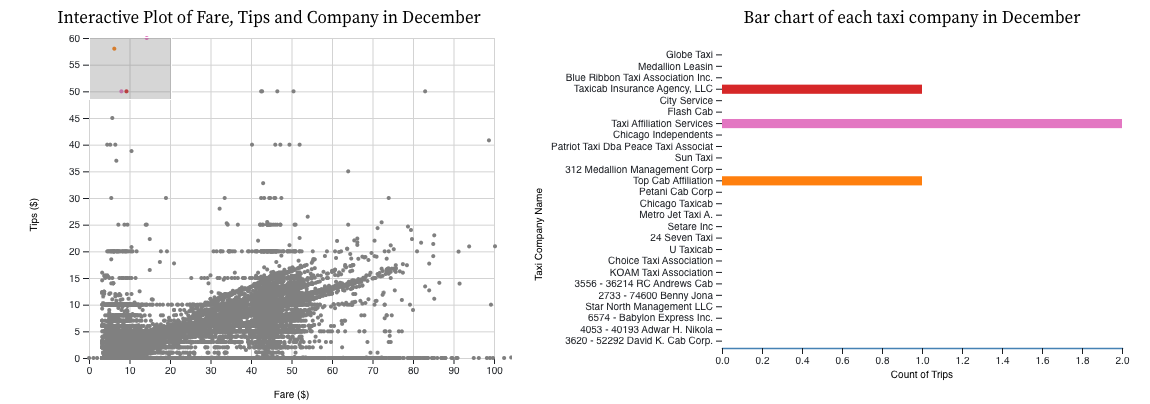 Interactive Plot of Fare, Tips and Company in December
60
55
50
45
40
35
30
25
20
15
10
5
0
Tips ($)
0 10 20 30 40 50 60 70 80 90 100
Fare ($)
Bar chart of each taxi company in December
Globe Taxi
Medallion Leasin
Blue Ribbon Taxi Association Inc.
Taxicab Insurance Agency, LLC
City Service
Flash Cab
Taxi Affiliation Services
Chicago Independents
Patriot Taxi Dba Peace Taxi Associat
Sun Taxi
312 Medallion Management Corp
Top Cab Affiliation
Petani Cab Corp
Chicago Taxicab
Metro Jet Taxi A.
Setare Inc
24 Seven Taxi
U Taxicab
Choice Taxi Association
KOAM Taxi Association
3556 - 36214 RC Andrews Cab
2733 - 74600 Benny Jona
Star North Management LLC
6574 - Babylon Express Inc.
4053 - 40193 Adwar H. Nikola
3620 - 52292 David K. Cab Corp.
Taxi Company Name
0.0 0.2 0.4 0.6 0.8 1.0 1.2 1.4 1.6 1.8 2.0
Count of Trips